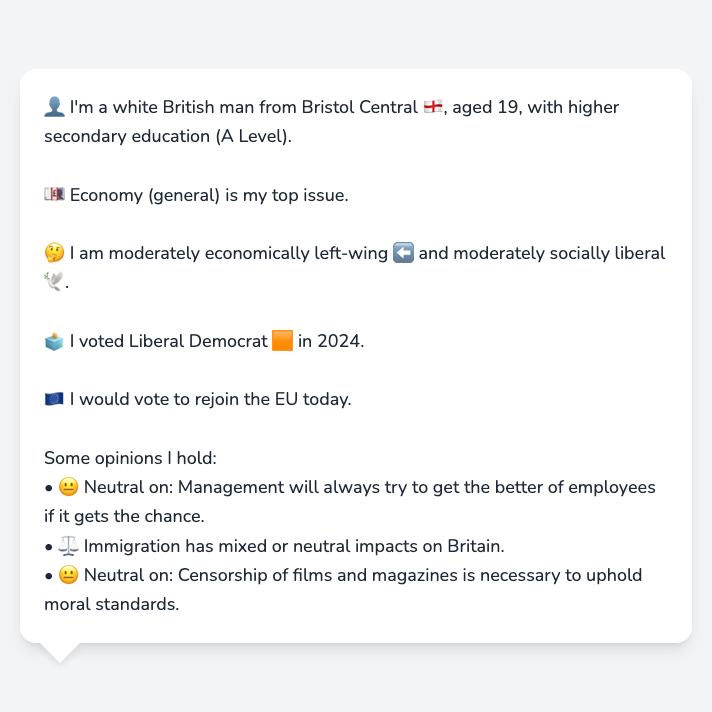 👤 I'm a white British man from Bristol Central 🏴󠁧󠁢󠁥󠁮󠁧󠁿, aged 19, with higher
secondary education (A Level).
💷 Economy (general) is my top issue.
🤔 I am moderately economically left-wing ⬅️ and moderately socially liberal
🕊️.
🗳️ I voted Liberal Democrat 🟧 in 2024.
🇪🇺 I would vote to rejoin the EU today.
Some opinions I hold:
• 😐 Neutral on: Management will always try to get the better of employees
if it gets the chance.
• ⚖️ Immigration has mixed or neutral impacts on Britain.
• 😐 Neutral on: Censorship of films and magazines is necessary to uphold
moral standards.